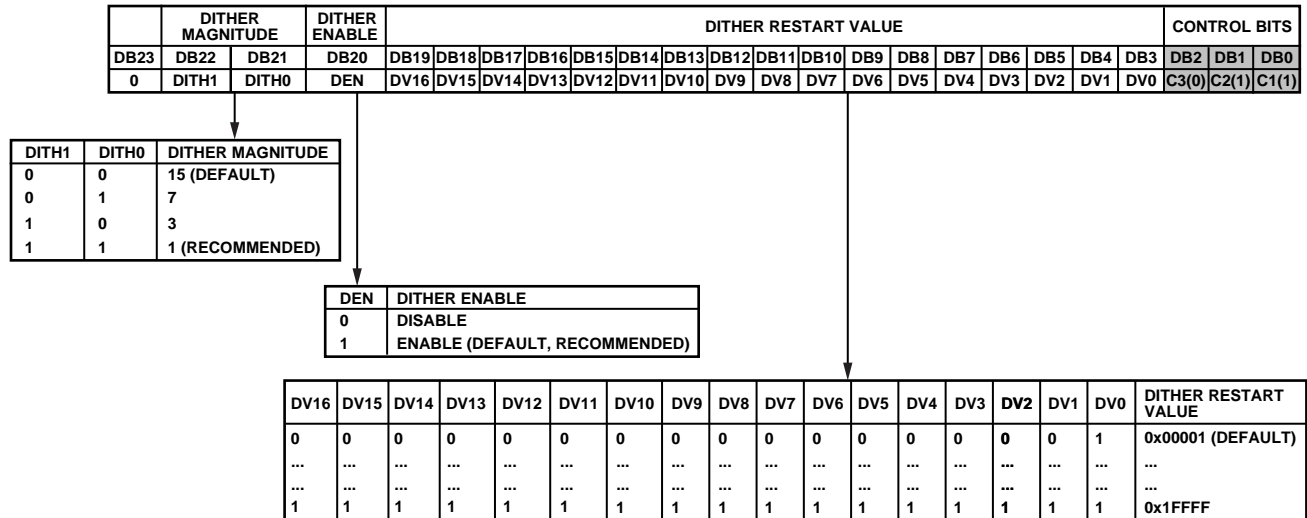 DITHER MAGNITUDE DITHER ENABLE DITHER RESTART VALUE CONTROL BITS
DB23 DB22 DB21 DB20 DB19 DB18 DB17 DB16 DB15 DB14 DB13 DB12 DB11 DB10 DB9 DB8 DB7 DB6 DB5 DB4 DB3 DB2 DB1 DB0
0 DITH1 DITH0 DEN DV16 DV15 DV14 DV13 DV12 DV11 DV10 DV9 DV8 DV7 DV6 DV5 DV4 DV3 DV2 DV1 DV0 C3(0) C2(1) C1(1)
DITH1 DITH0 DITHER MAGNITUDE
0 0 15 (DEFAULT)
0 1 7
1 0 3
1 1 1 (RECOMMENDED)
DEN DITHER ENABLE
0 DISABLE
1 ENABLE (DEFAULT, RECOMMENDED)
DV16 DV15 DV14 DV13 DV12 DV11 DV10 DV9 DV8 DV7 DV6 DV5 DV4 DV3 DV2 DV1 DV0 DITHER RESTART VALUE
0 0 0 0 0 0 0 0 0 0 0 0 0 0 0 0 1 0x00001 (DEFAULT)
... ... ... ... ... ... ... ... ... ... ... ... ... ... ... ... ... ...
... ... ... ... ... ... ... ... ... ... ... ... ... ... ... ... ... ...
1 1 1 1 1 1 1 1 1 1 1 1 1 1 1 1 1 0x1FFFF